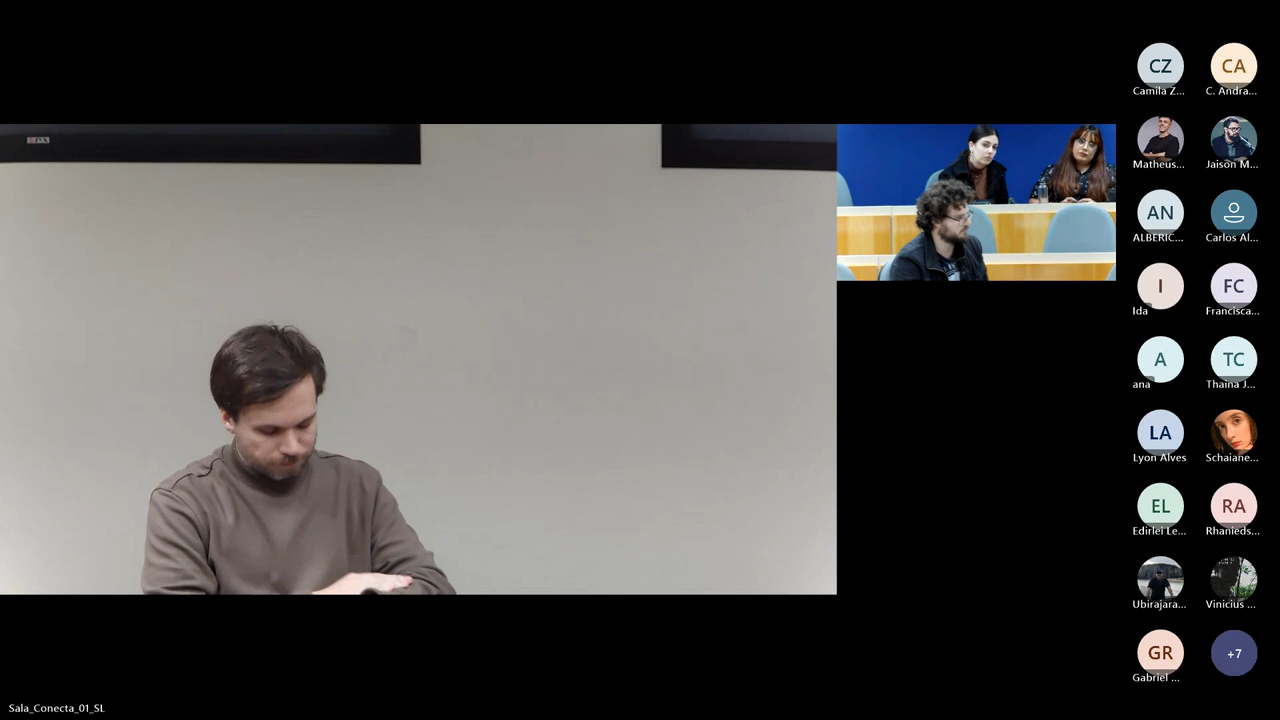 CZ
CA
Camila Z...
C. Andra...
Matheus...
Jaison M...
AN
ALBERIC...
Carlos Al...
I
FC
Ida
Francisca...
A
TC
ana
Thaina J...
LA
Lyon Alves
Schaiane...
EL
RA
Edirlei Le...
Rhanieds...
Ubirajara...
Vinicius ...
GR
+7
Gabriel ...
Sala_Conecta_01_SL